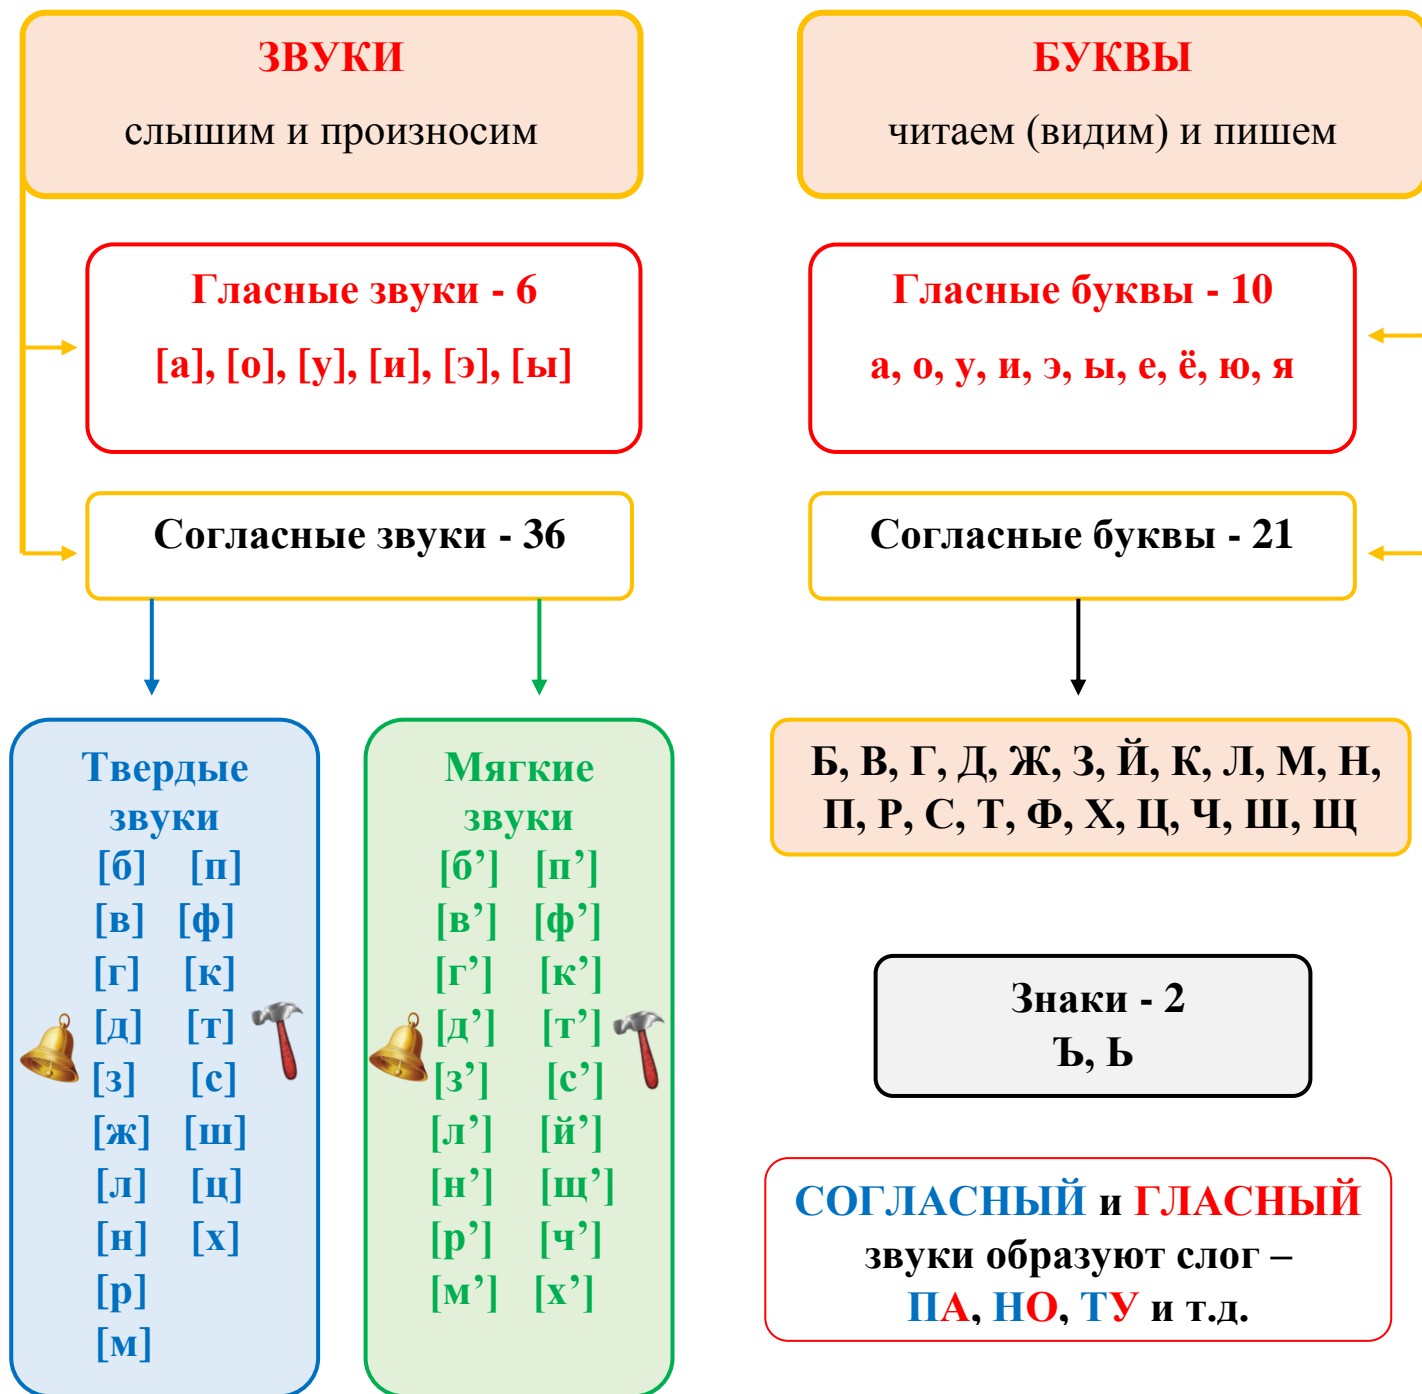 ЗВУКИ
слышим и произносим
Гласные звуки - 6
[а], [о], [у], [и], [э], [ы]
Согласные звуки - 36
Твердые
звуки
[б] [п]
[в] [ф]
[г] [к]
[д] [т]
[з] [с]
[ж] [ш]
[л] [ц]
[н] [х]
[р]
[м]
Мягкие
звуки
[б’] [п’]
[в’] [ф’]
[г’] [к’]
[д’] [т’]
[з’] [с’]
[л’] [й’]
[н’] [щ’]
[р’] [ч’]
[м’] [х’]
БУКВЫ
читаем (видим) и пишем
Гласные буквы - 10
а, о, у, и, э, ы, е, ё, ю, я
Согласные буквы - 21
Б, В, Г, Д, Ж, З, Й, К, Л, М, Н,
П, Р, С, Т, Ф, Х, Ц, Ч, Ш, Щ
Знаки - 2
Ъ, Ь
СОГЛАСНЫЙ и ГЛАСНЫЙ
звуки образуют слог –
ПА, НО, ТУ и т.д.